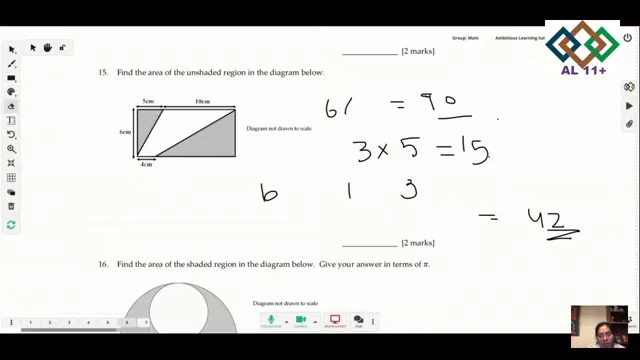 Group: Main
Ambitious Learning
AL 11+
[2 marks]
15. Find the area of the unshaded region in the diagram below.
5cm 10cm
6cm
4cm
Diagram not drawn to scale
= 90
3 × 5 = 15
6 1 3
= 42
[2 marks]
16. Find the area of the shaded region in the diagram below. Give your answer in terms of π.
Diagram not drawn to scale